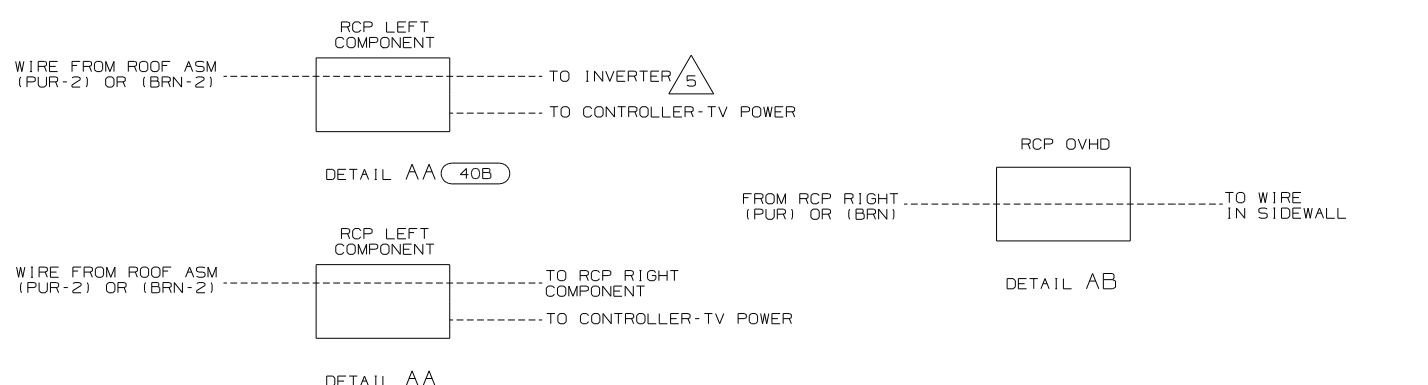 RCP LEFT
COMPONENT
WIRE FROM ROOF ASM
(PUR-2) OR (BRN-2)
TO INVERTER 5
TO CONTROLLER-TV POWER
DETAIL AA 40B
RCP OVHD
FROM RCP RIGHT
(PUR) OR (BRN)
TO WIRE
IN SIDEWALL
DETAIL AB
RCP LEFT
COMPONENT
WIRE FROM ROOF ASM
(PUR-2) OR (BRN-2)
TO RCP RIGHT
COMPONENT
TO CONTROLLER-TV POWER
DETAIL AA